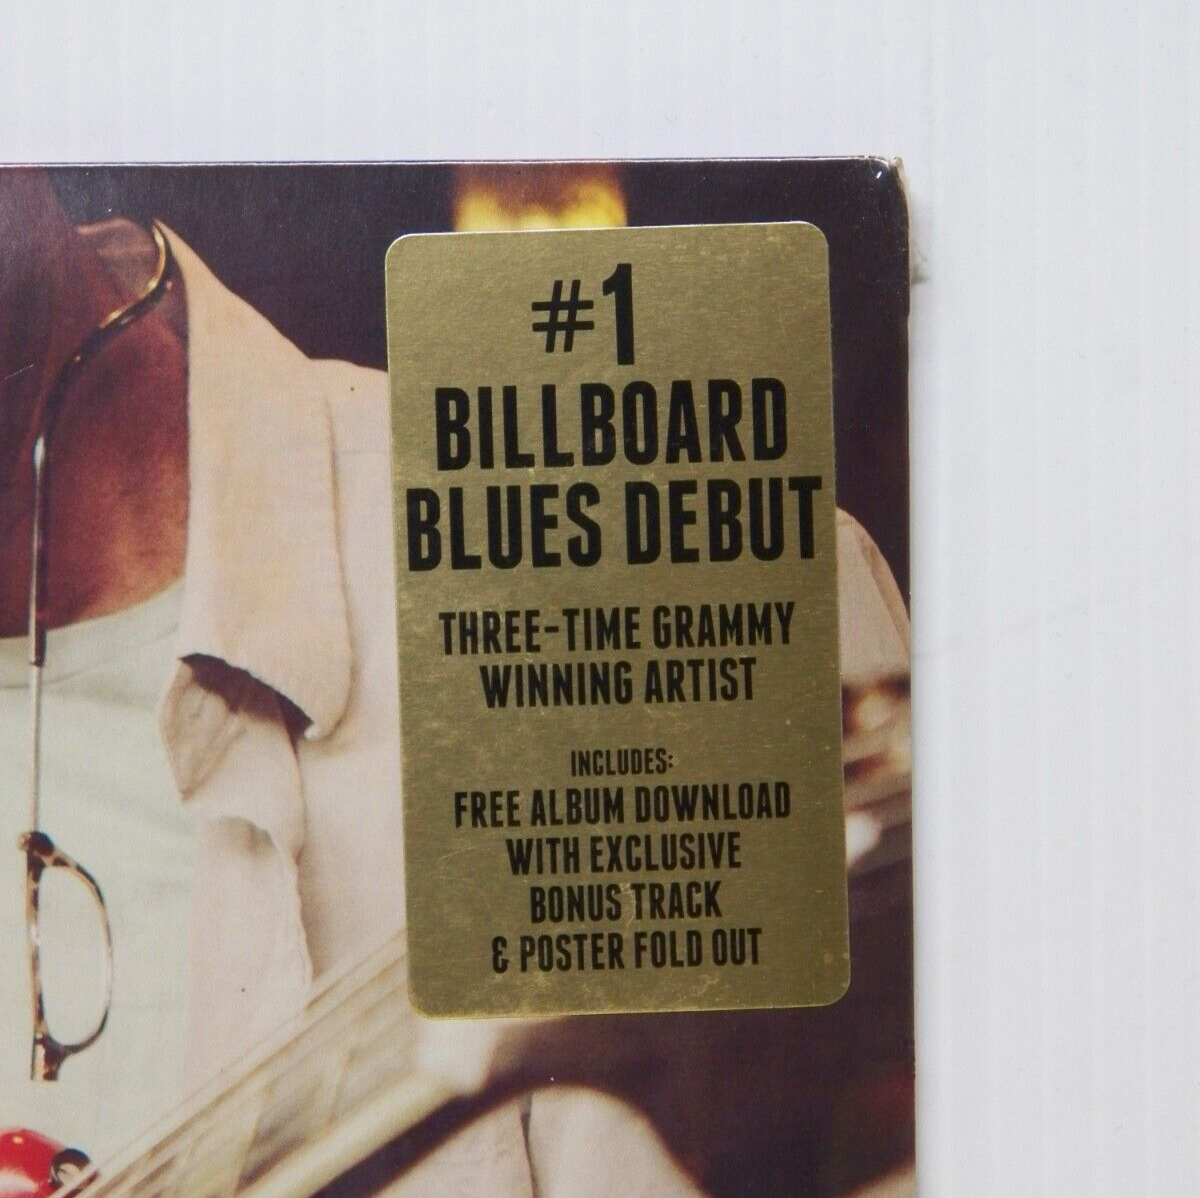 #1
BILLBOARD
BLUES DEBUT
THREE-TIME GRAMMY
WINNING ARTIST
INCLUDES:
FREE ALBUM DOWNLOAD
WITH EXCLUSIVE
BONUS TRACK
& POSTER FOLD OUT